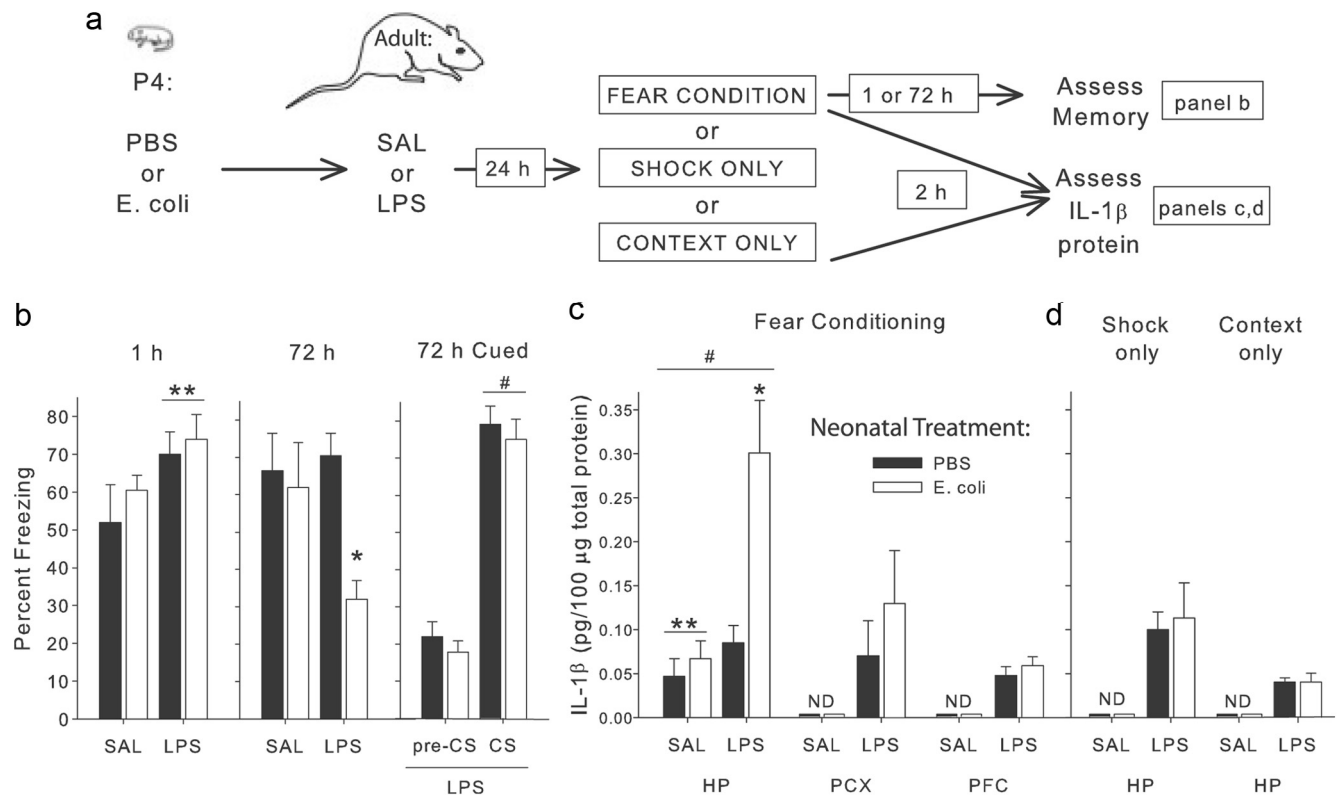 a
Adult:
P4:
PBS
or
E. coli
SAL
or
LPS
24 h
FEAR CONDITION
or
SHOCK ONLY
or
CONTEXT ONLY
1 or 72 h
2 h
Assess
Memory
panel b
Assess
IL-1β
protein
panels c,d
b
1 h
72 h
72 h Cued
Percent Freezing
80
70
60
50
40
30
20
10
0
**
*
#
SAL LPS
SAL LPS
pre-CS CS
LPS
c
Fear Conditioning
IL-1β (pg/100 µg total protein)
0.35
0.30
0.25
0.20
0.15
0.10
0.05
0.00
#
*
**
Neonatal Treatment:
PBS
E. coli
ND
ND
SAL LPS
SAL LPS
SAL LPS
HP
PCX
PFC
d
Shock
only
Context
only
ND
ND
SAL LPS
SAL LPS
HP
HP